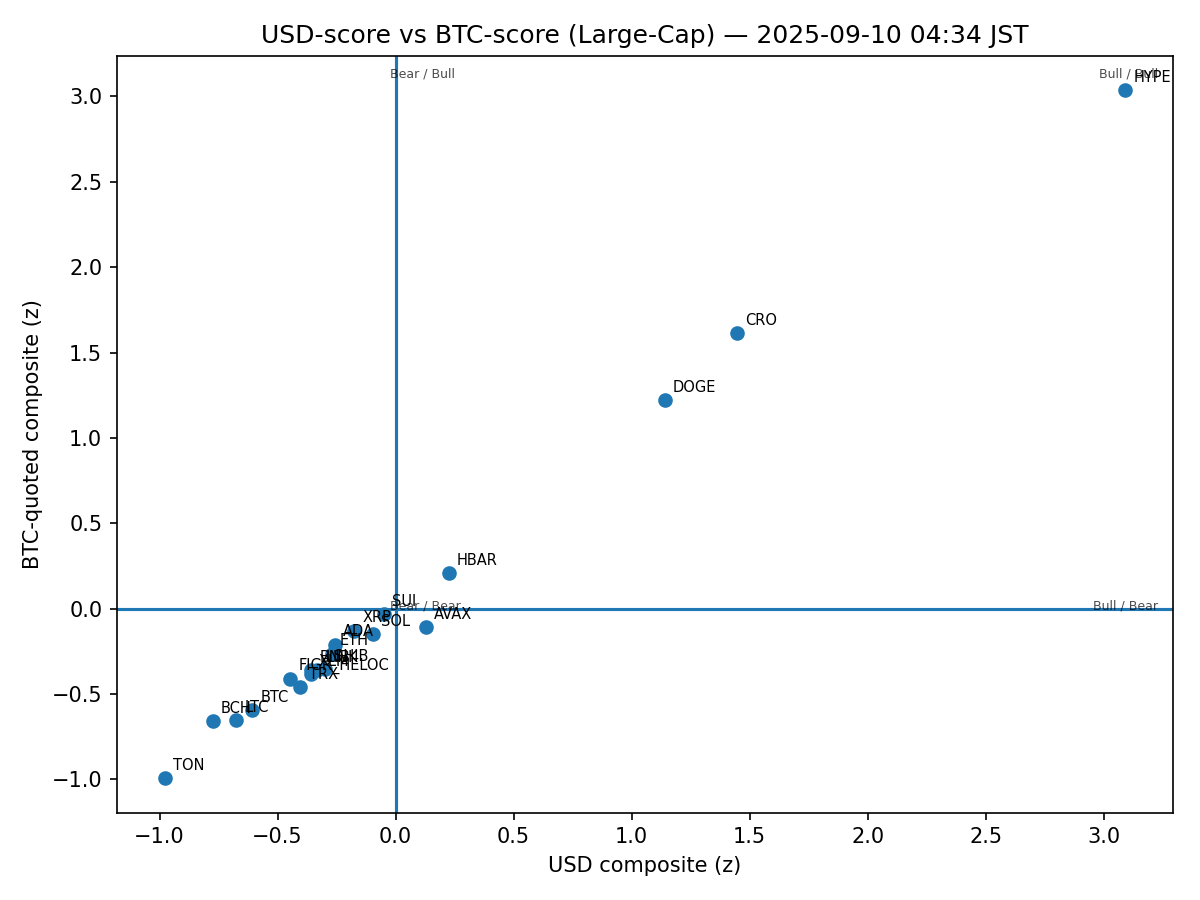 USD-score vs BTC-score (Large-Cap) — 2025-09-10 04:34 JST
Bear / Bull
Bull / Bull
HYPE
3.0
2.5
2.0
1.5
1.0
0.5
0.0
−0.5
−1.0
CRO
DOGE
HBAR
SUI
Bear / Bear
Bull / Bear
AVAX
XRP
SOL
ADA
ETH
TRX
BTC
BCH
LTC
TON
BTC-quoted composite (z)
−1.0
−0.5
0.0
0.5
1.0
1.5
2.0
2.5
3.0
USD composite (z)